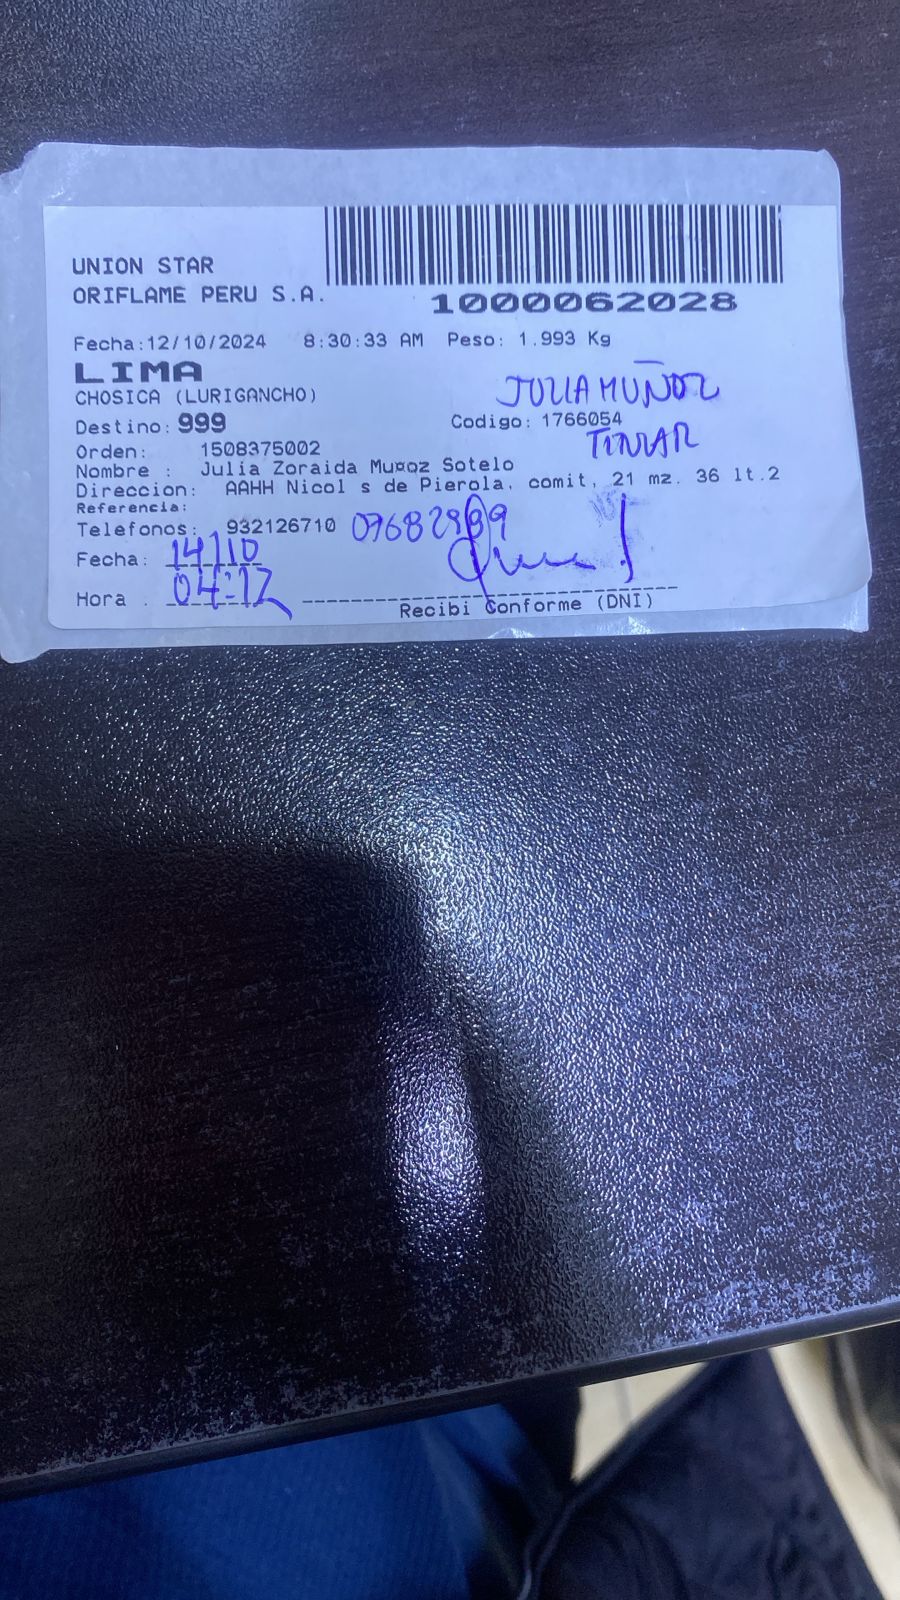 UNION STAR
ORIFLAME PERU S.A.
1000062028
Fecha:12/10/2024 8:30:33 AM Peso: 1.993 Kg
LIMA
CHOSICA (LURIGANCHO)
JULIA MUÑOZ
Destino: 999 Codigo: 1766054
Orden: 1508375002
Nombre : Julia Zoraida Mu¤oz Sotelo
Direccion: AAHH Nicol s de Pierola, comit, 21 mz. 36 lt.2
Referencia:
Telefonos: 932126710
Fecha: 14/10
Hora : 04:12
Recibi Conforme (DNI)